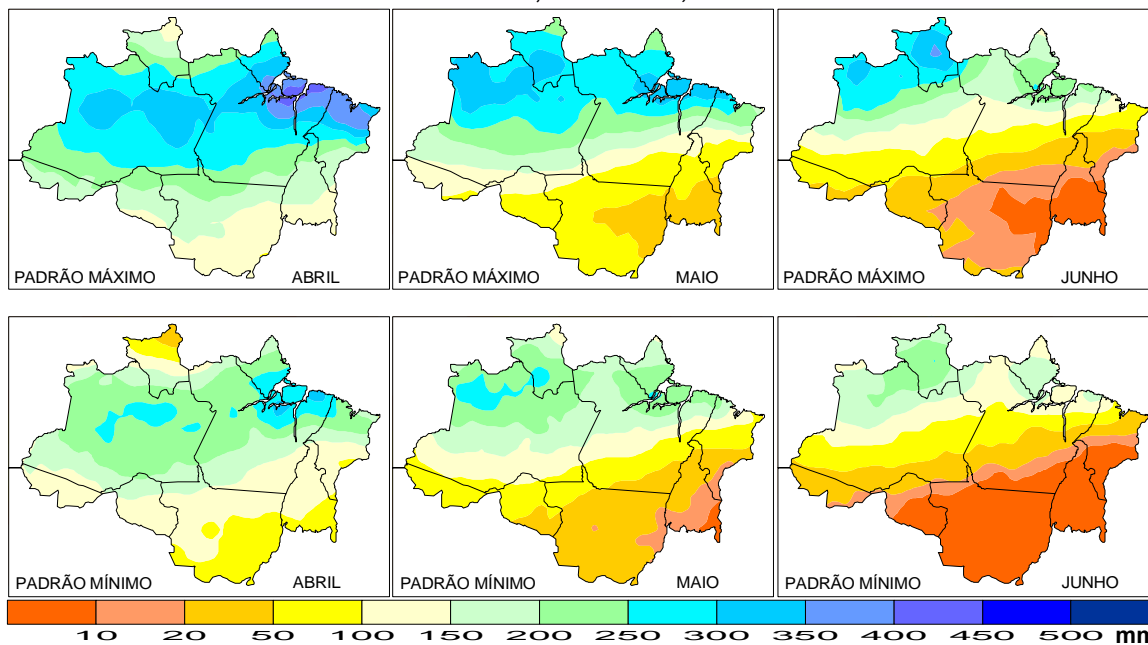 PADRÃO MÁXIMO ABRIL
PADRÃO MÁXIMO MAIO
PADRÃO MÁXIMO JUNHO
PADRÃO MÍNIMO ABRIL
PADRÃO MÍNIMO MAIO
PADRÃO MÍNIMO JUNHO
10 20 50 100 150 200 250 300 350 400 450 500